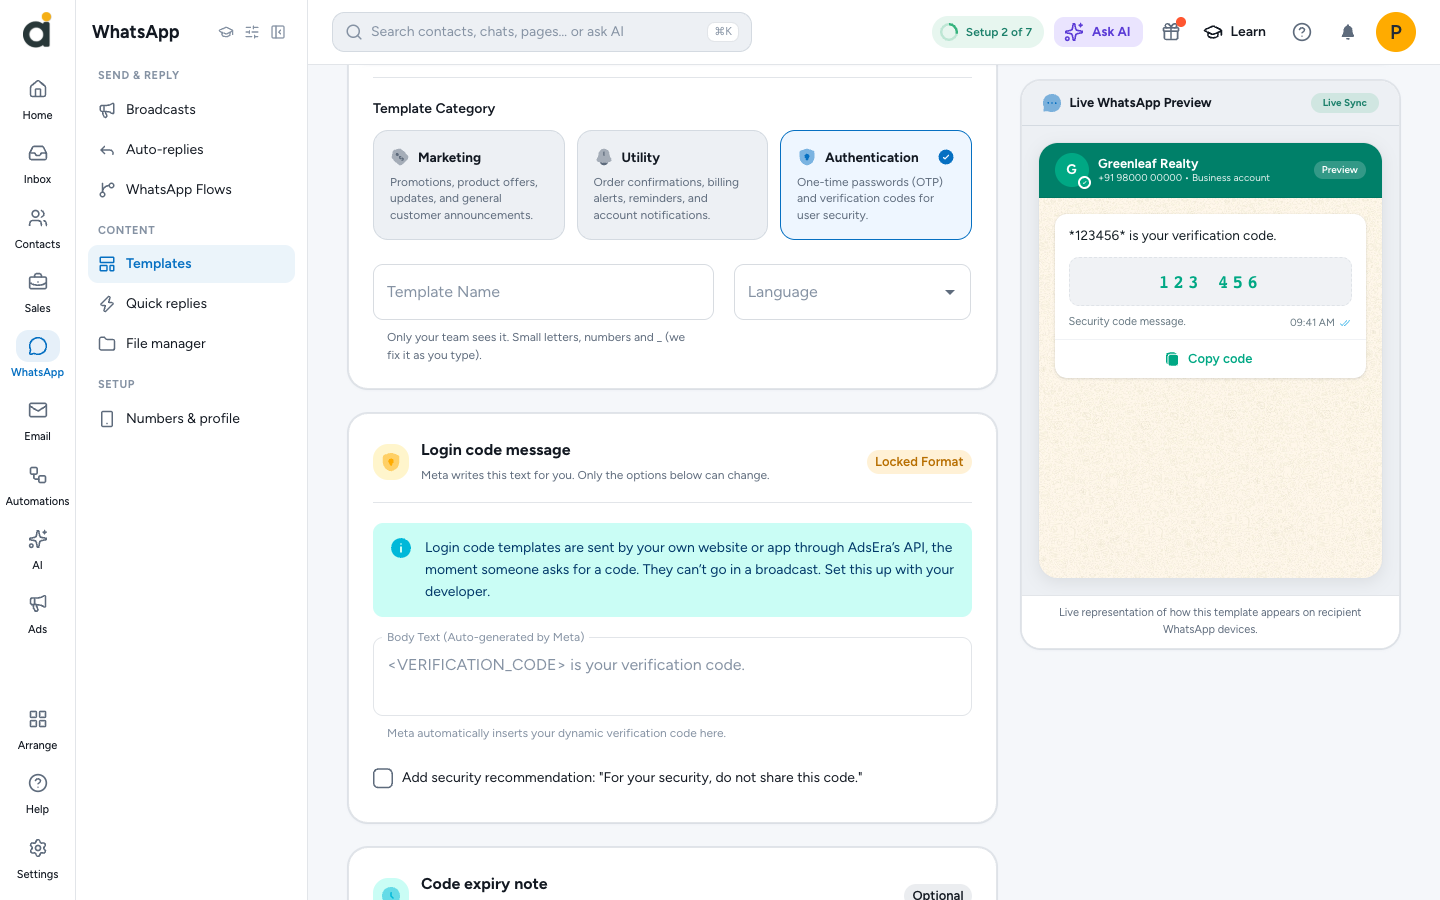 WhatsApp
Search contacts, chats, pages... or ask AI
⌘K
Setup 2 of 7
Ask AI
Learn
P
Home
Inbox
Contacts
Sales
WhatsApp
Email
Automations
AI
Ads
Arrange
Help
Settings
SEND & REPLY
Broadcasts
Auto-replies
WhatsApp Flows
CONTENT
Templates
Quick replies
File manager
SETUP
Numbers & profile
Template Category
Marketing
Promotions, product offers,
updates, and general
customer announcements.
Utility
Order confirmations, billing
alerts, reminders, and
account notifications.
Authentication
One-time passwords (OTP)
and verification codes for
user security.
Template Name
Language
Only your team sees it. Small letters, numbers and _ (we
fix it as you type).
Login code message
Meta writes this text for you. Only the options below can change.
Locked Format
Login code templates are sent by your own website or app through AdsEra's API, the
moment someone asks for a code. They can't go in a broadcast. Set this up with your
developer.
Body Text (Auto-generated by Meta)
<VERIFICATION_CODE> is your verification code.
Meta automatically inserts your dynamic verification code here.
Add security recommendation: "For your security, do not share this code."
Code expiry note
Optional
Live WhatsApp Preview
Live Sync
G
Greenleaf Realty
+91 98000 00000 • Business account
Preview
*123456* is your verification code.
123 456
Security code message.
09:41 AM
Copy code
Live representation of how this template appears on recipient
WhatsApp devices.